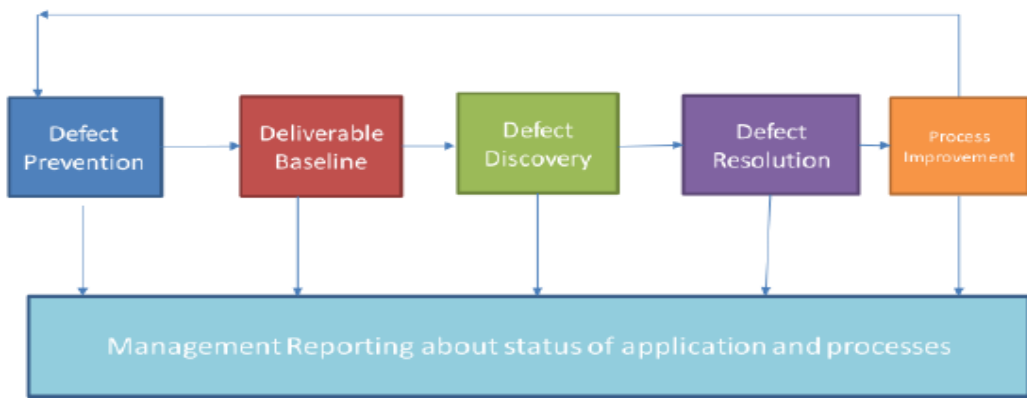 Defect
Prevention
Deliverable
Baseline
Defect
Discovery
Defect
Resolution
Process
Improvement
Management Reporting about status of application and processes